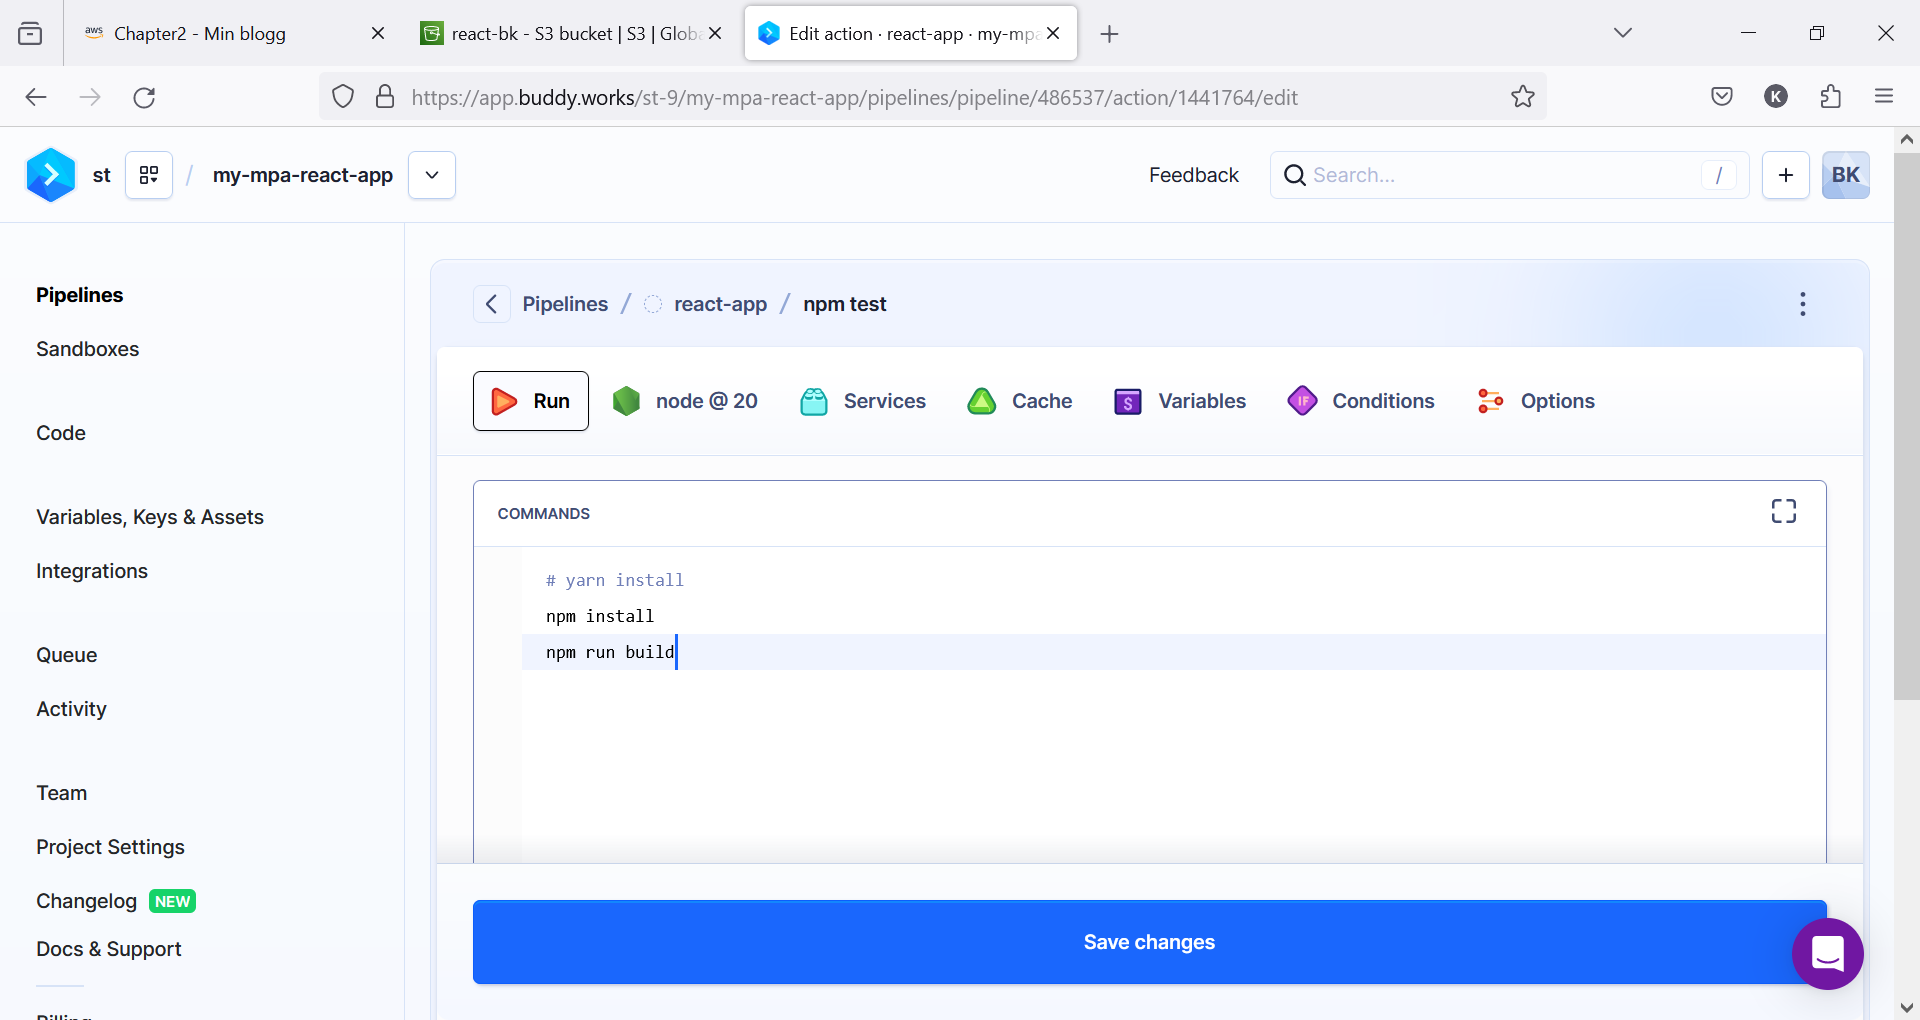 aws Chapter2 - Min blogg
react-bk - S3 bucket | S3 | Glob
Edit action · react-app · my-mp
https://app.buddy.works/st-9/my-mpa-react-app/pipelines/pipeline/486537/action/1441764/edit
K
st / my-mpa-react-app
Feedback
Search...
/
+
BK
Pipelines
Sandboxes
Code
Variables, Keys & Assets
Integrations
Queue
Activity
Team
Project Settings
Changelog NEW
Docs & Support
Billing
Pipelines / react-app / npm test
Run
node @ 20
Services
Cache
$ Variables
IF Conditions
Options
COMMANDS
# yarn install
npm install
npm run build
Save changes